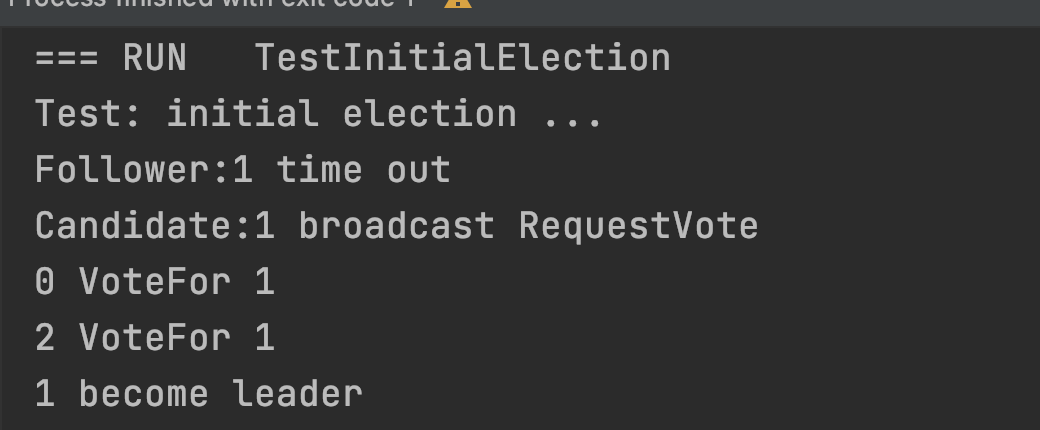 Process finished with exit code 1
=== RUN   TestInitialElection
Test: initial election ...
Follower:1 time out
Candidate:1 broadcast RequestVote
0 VoteFor 1
2 VoteFor 1
1 become leader